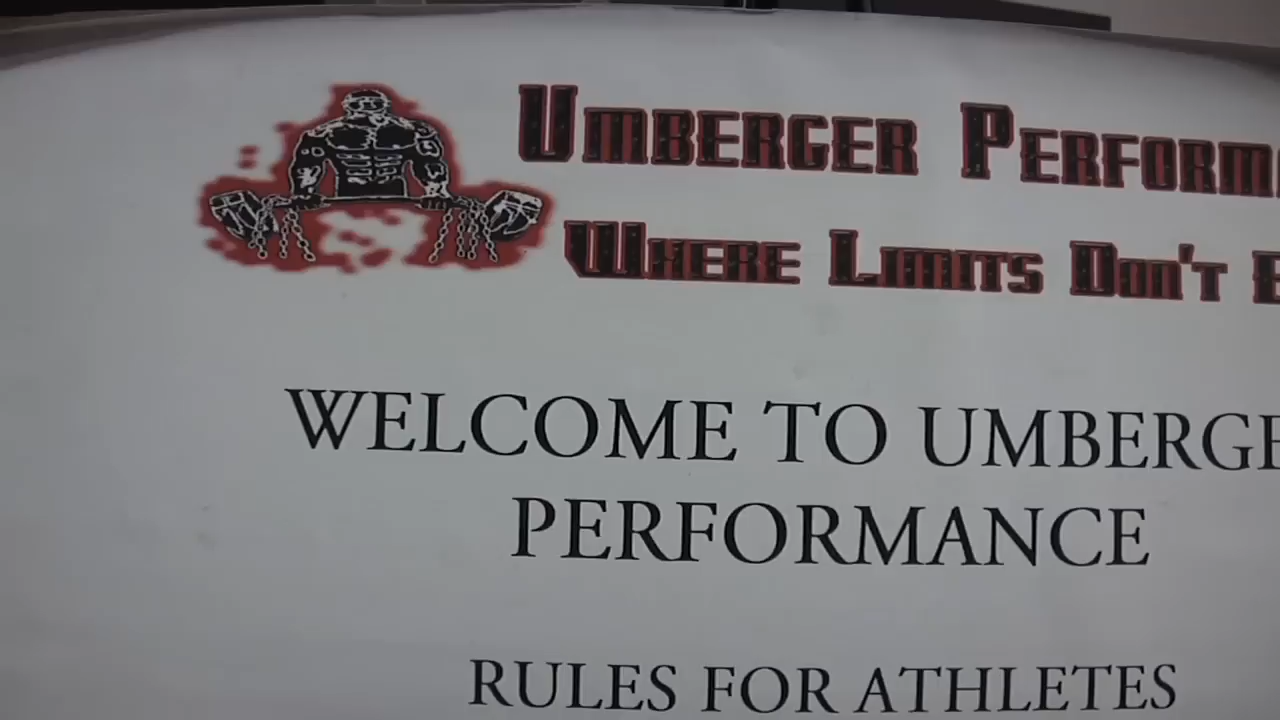 UMBERGER PERFORM
WHERE LIMITS DON'T E
WELCOME TO UMBERGE
PERFORMANCE
RULES FOR ATHLETES